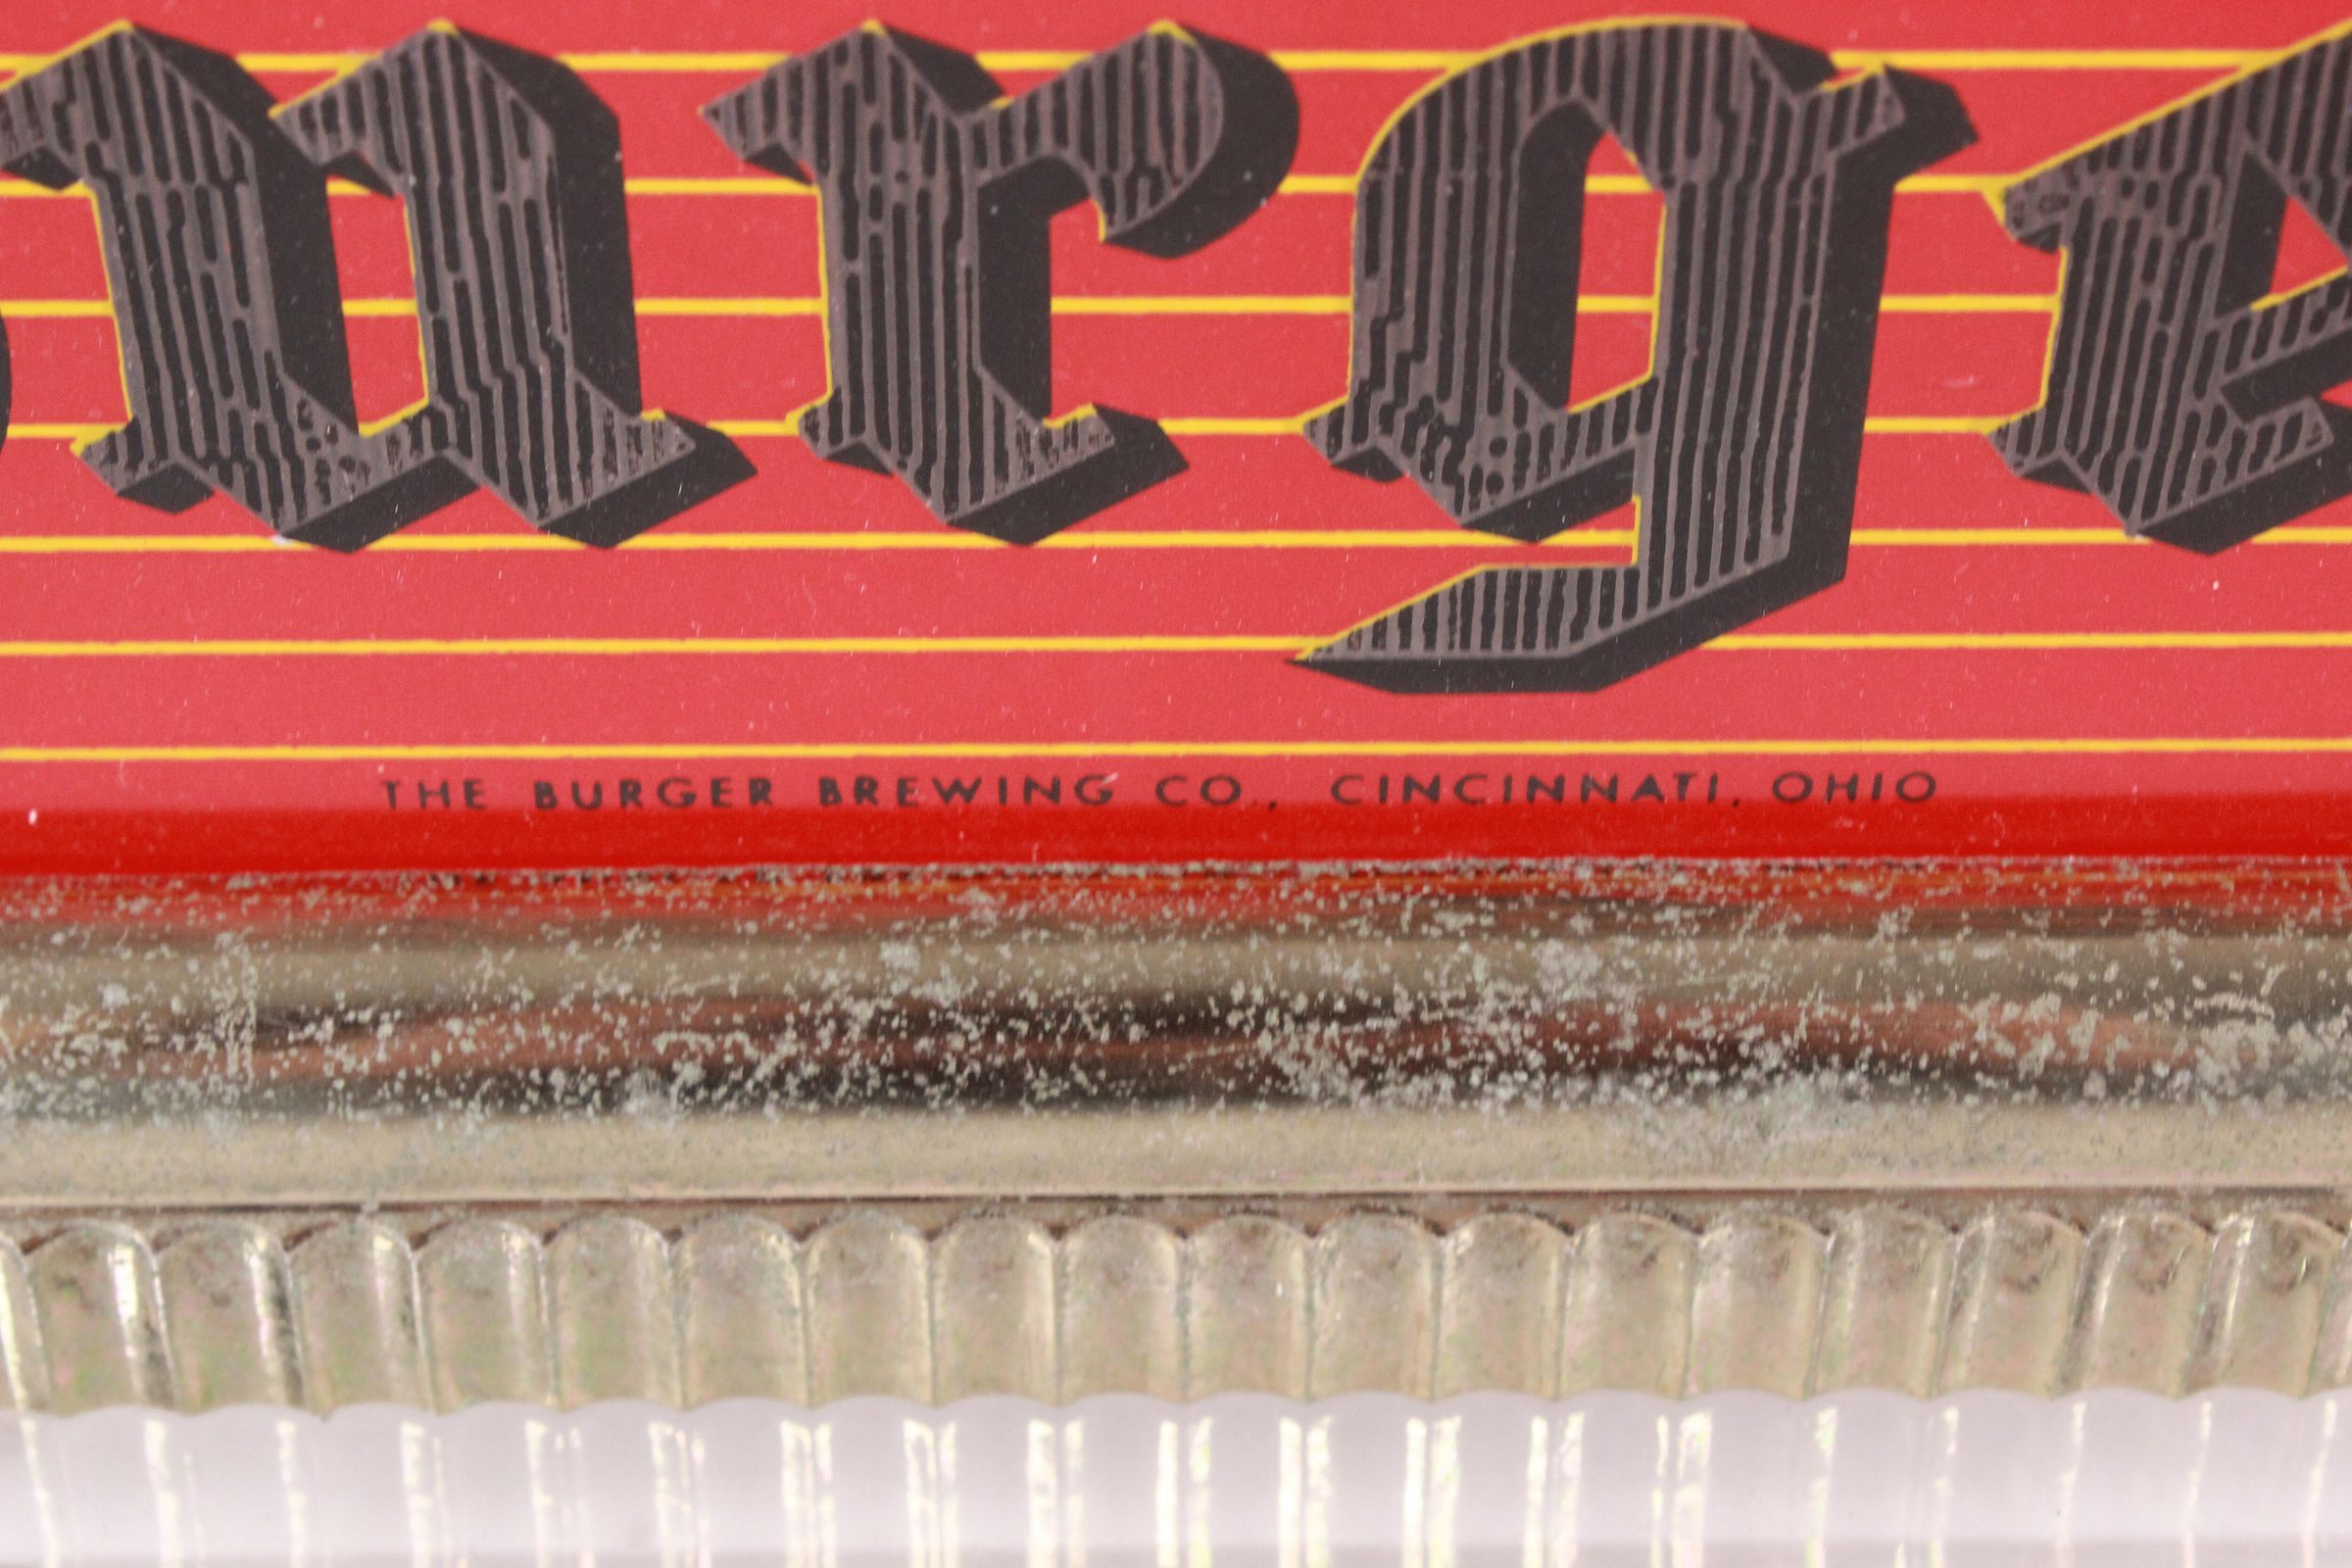 urge
THE BURGER BREWING CO., CINCINNATI, OHIO